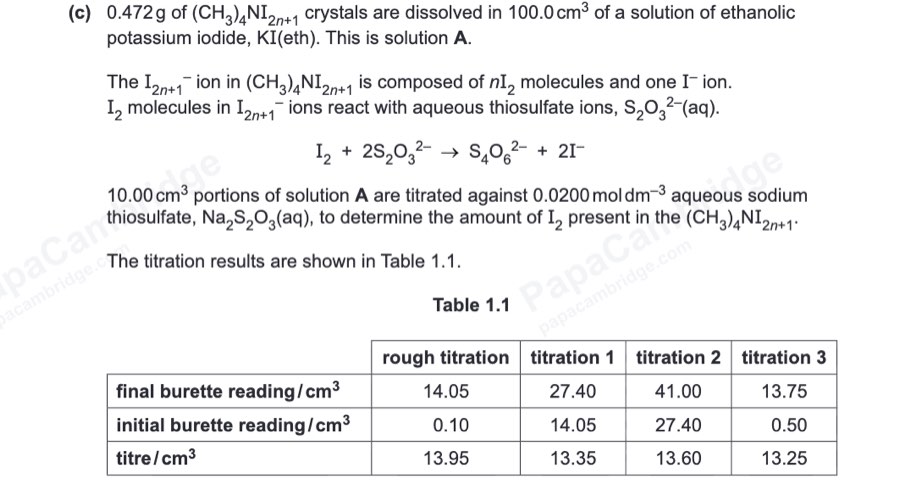 (c) 0.472 g of (CH₃)₄NI₂ₙ₊₁ crystals are dissolved in 100.0 cm³ of a solution of ethanolic
potassium iodide, KI(eth). This is solution A.
The I₂ₙ₊₁⁻ ion in (CH₃)₄NI₂ₙ₊₁ is composed of nI₂ molecules and one I⁻ ion.
I₂ molecules in I₂ₙ₊₁⁻ ions react with aqueous thiosulfate ions, S₂O₃²⁻(aq).
I₂ + 2S₂O₃²⁻ → S₄O₆²⁻ + 2I⁻
10.00 cm³ portions of solution A are titrated against 0.0200 mol dm⁻³ aqueous sodium
thiosulfate, Na₂S₂O₃(aq), to determine the amount of I₂ present in the (CH₃)₄NI₂ₙ₊₁.
The titration results are shown in Table 1.1.
Table 1.1
rough titration titration 1 titration 2 titration 3
final burette reading/cm³ 14.05 27.40 41.00 13.75
initial burette reading/cm³ 0.10 14.05 27.40 0.50
titre/cm³ 13.95 13.35 13.60 13.25
PapaCambridge
pacambridge.com
PapaCambridge
papacambridge.com